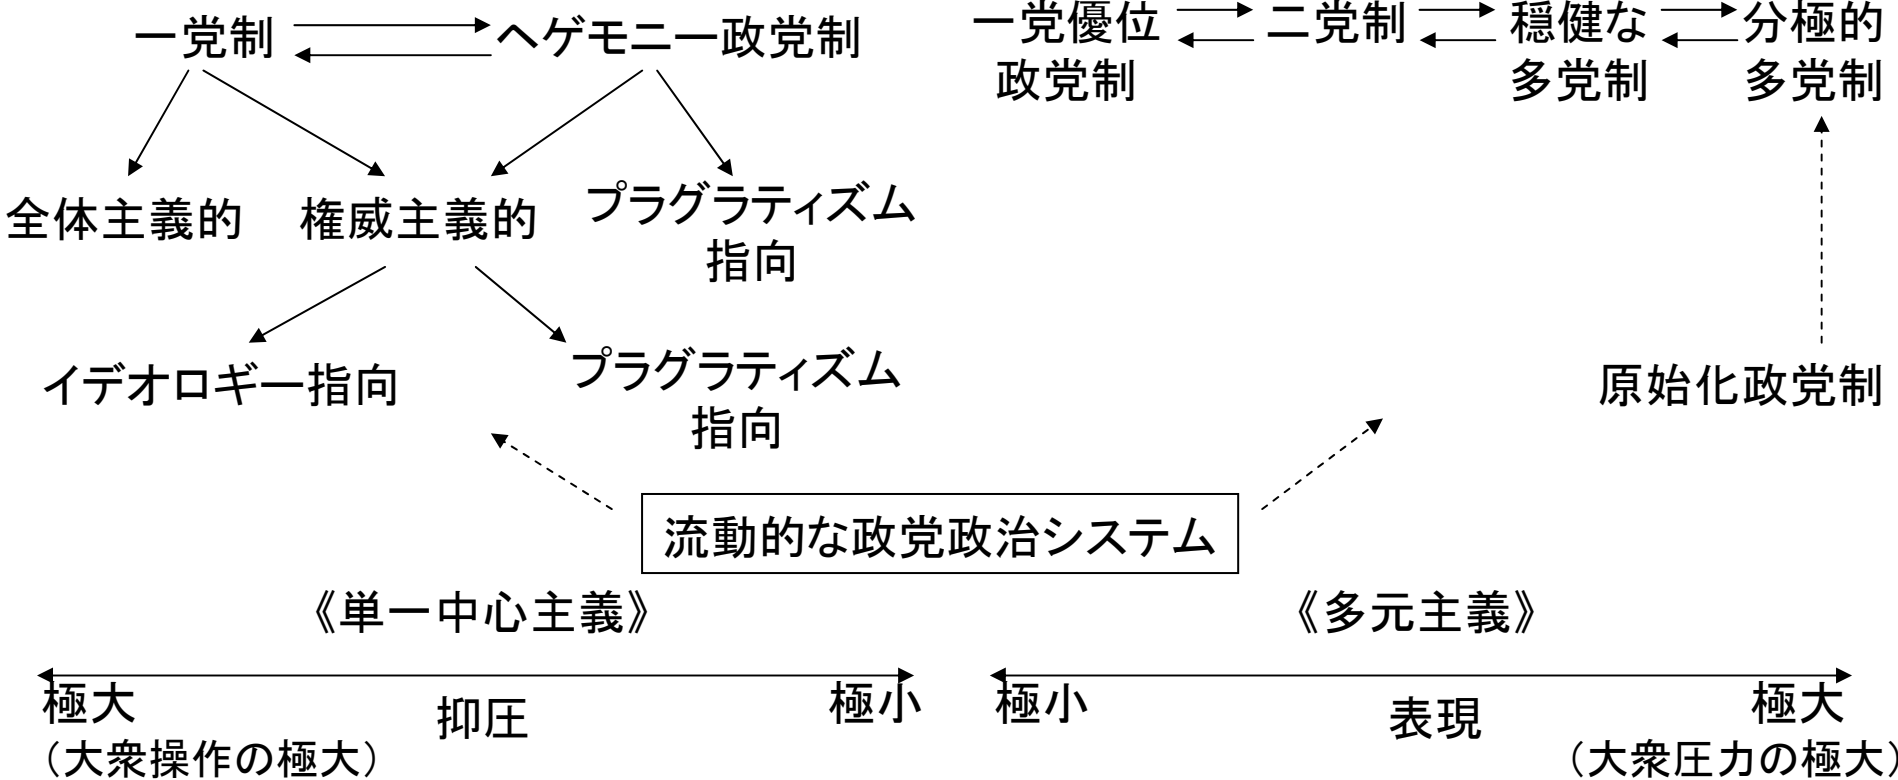 一党制
ヘゲモニー政党制
一党優位
政党制
二党制
穏健な
多党制
分極的
多党制
全体主義的
権威主義的
プラグラティズム
指向
イデオロギー指向
プラグラティズム
指向
原始化政党制
流動的な政党政治システム
《単一中心主義》
《多元主義》
極大
抑圧
極小
(大衆操作の極大)
極小
表現
極大
(大衆圧力の極大)